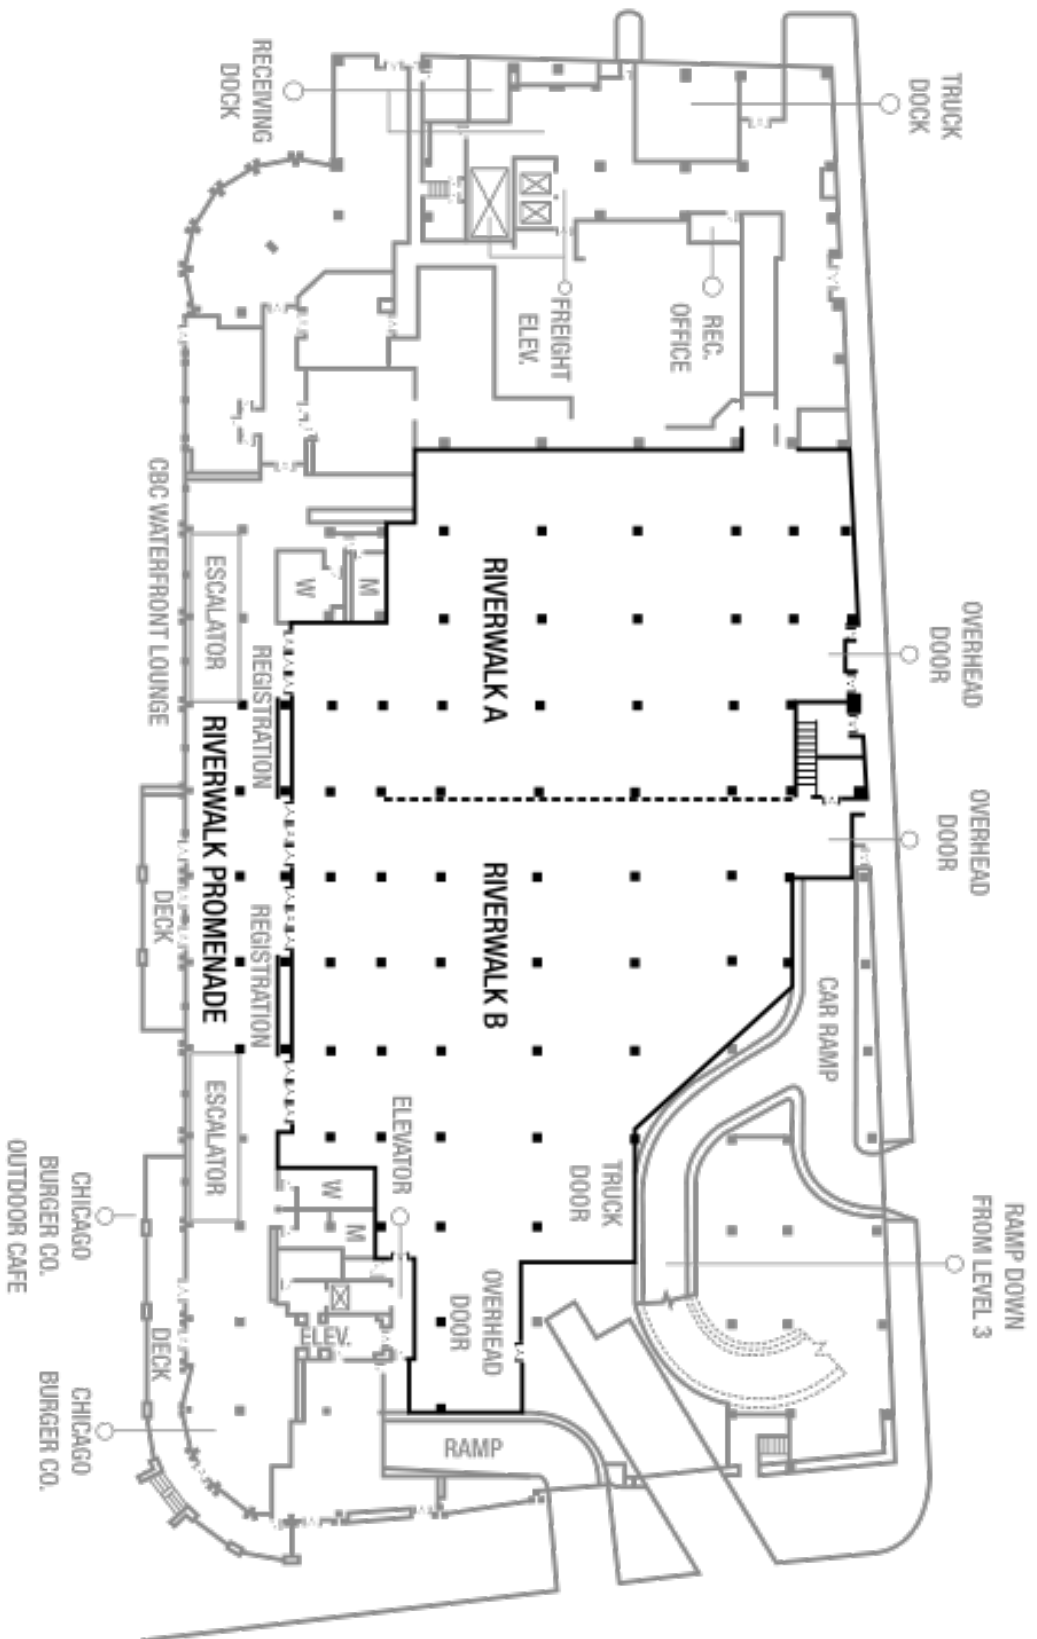 TRUCK
DOCK
OVERHEAD
DOOR
OVERHEAD
DOOR
RAMP DOWN
FROM LEVEL 3
REC.
OFFICE
CAR RAMP
FREIGHT
ELEV.
TRUCK
DOOR
RIVERWALK A
RIVERWALK B
OVERHEAD
DOOR
RAMP
ELEVATOR
M
W
W
M
ELEV.
RECEIVING
DOCK
REGISTRATION
REGISTRATION
ESCALATOR
RIVERWALK PROMENADE
ESCALATOR
CBC WATERFRONT LOUNGE
DECK
DECK
CHICAGO
BURGER CO.
OUTDOOR CAFE
CHICAGO
BURGER CO.